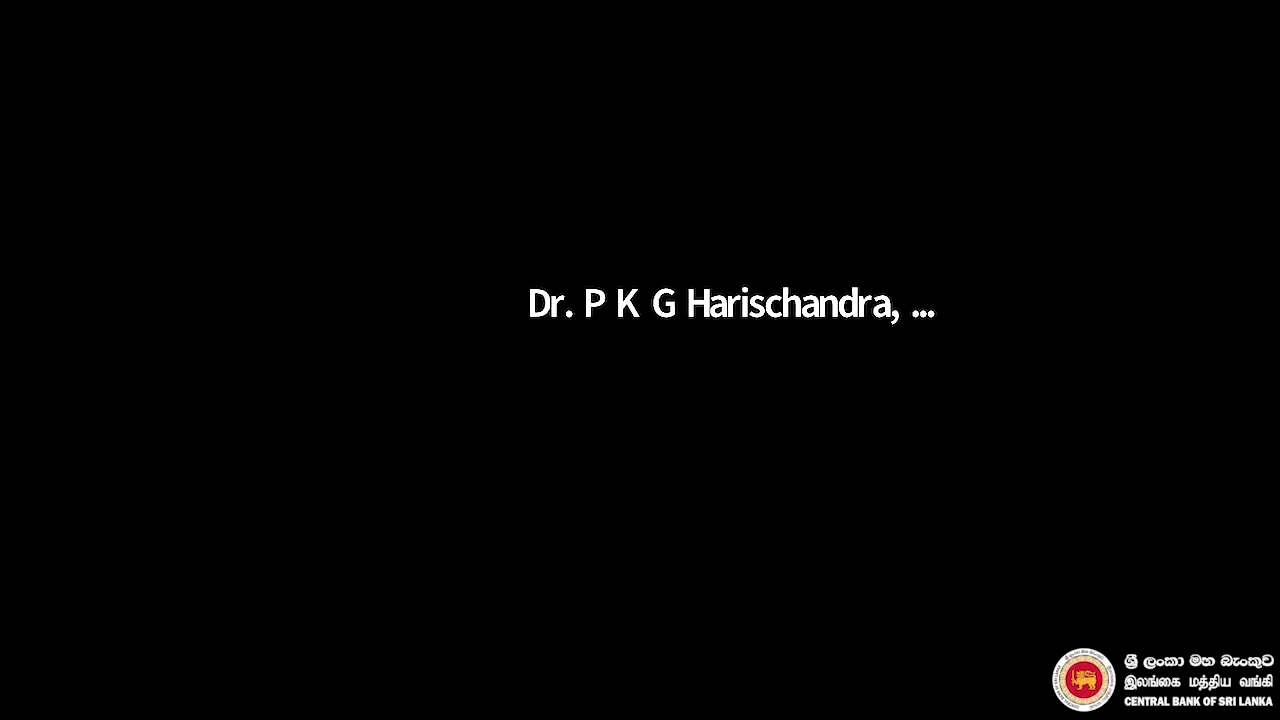 Dr. P K G Harischandra, ...
ශ්‍රී ලංකා මහ බැංකුව
இலங்கை மத்திய வங்கி
CENTRAL BANK OF SRI LANKA